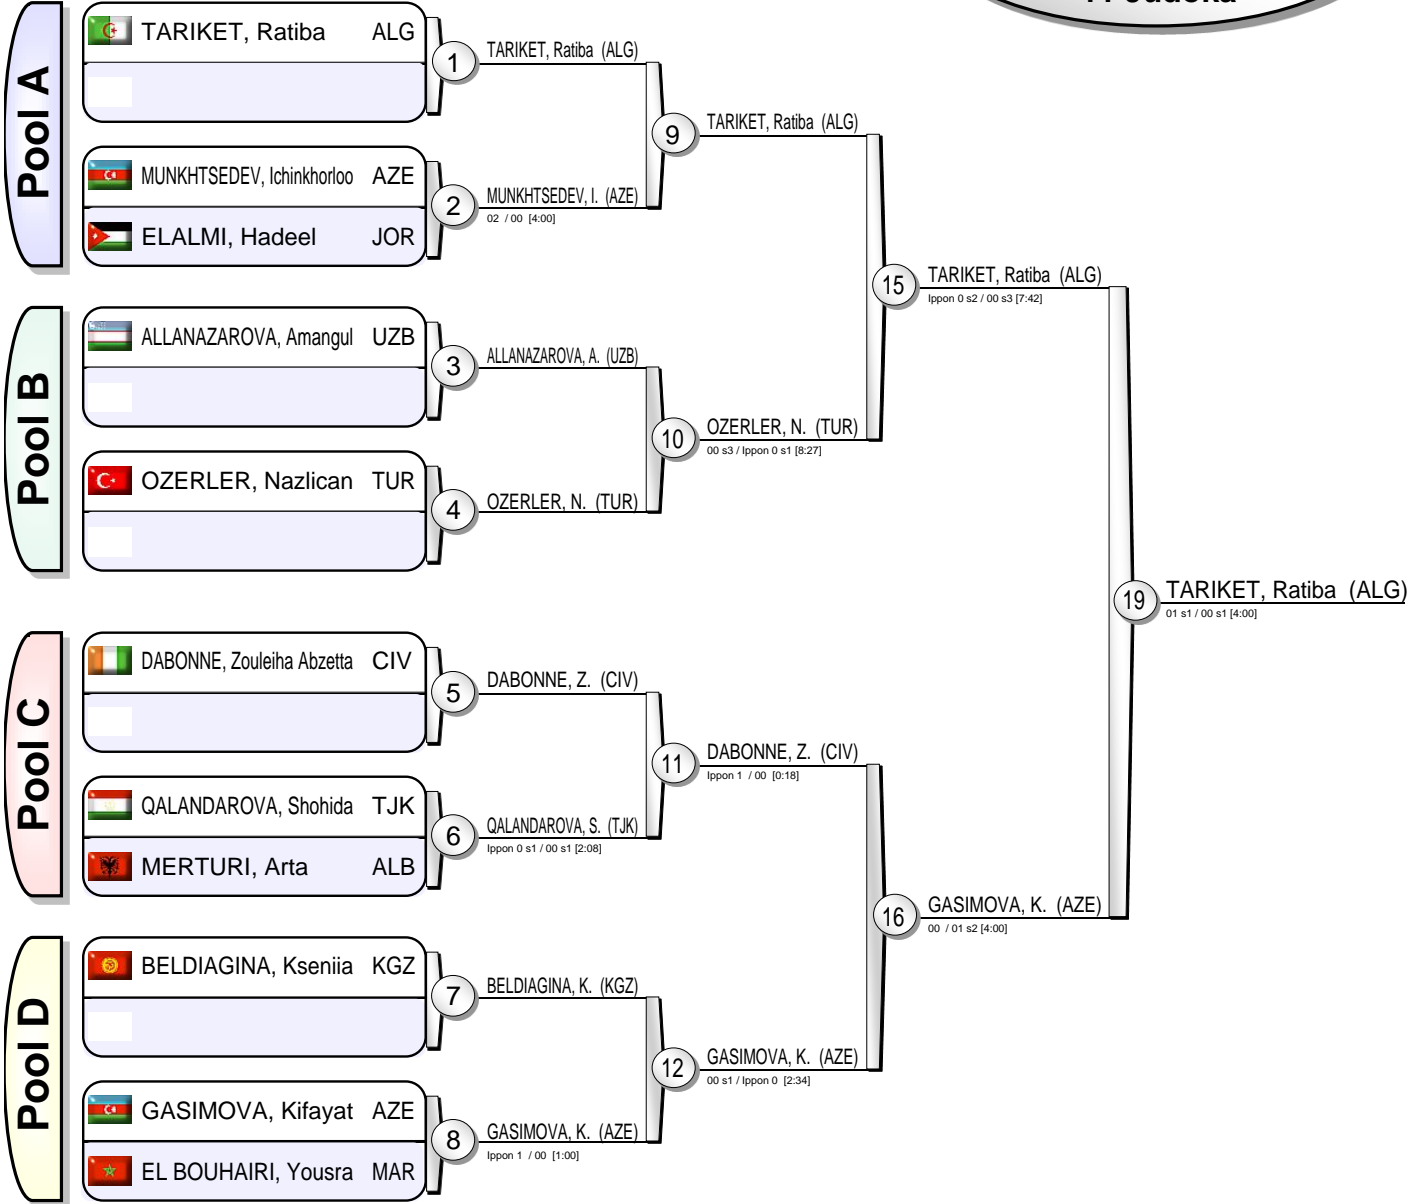 Pool A
TARIKET, Ratiba ALG
MUNKHTSEDEV, Ichinkhorloo AZE
ELALMI, Hadeel JOR
1
TARIKET, Ratiba (ALG)
2
MUNKHTSEDEV, I. (AZE)
02 / 00 [4:00]
9
TARIKET, Ratiba (ALG)
Pool B
ALLANAZAROVA, Amangul UZB
OZERLER, Nazlican TUR
3
ALLANAZAROVA, A. (UZB)
4
OZERLER, N. (TUR)
10
OZERLER, N. (TUR)
00 s3 / Ippon 0 s1 [8:27]
15
TARIKET, Ratiba (ALG)
Ippon 0 s2 / 00 s3 [7:42]
Pool C
DABONNE, Zouleiha Abzetta CIV
QALANDAROVA, Shohida TJK
MERTURI, Arta ALB
5
DABONNE, Z. (CIV)
6
QALANDAROVA, S. (TJK)
Ippon 0 s1 / 00 s1 [2:08]
11
DABONNE, Z. (CIV)
Ippon 1 / 00 [0:18]
Pool D
BELDIAGINA, Kseniia KGZ
GASIMOVA, Kifayat AZE
EL BOUHAIRI, Yousra MAR
7
BELDIAGINA, K. (KGZ)
8
GASIMOVA, K. (AZE)
Ippon 1 / 00 [1:00]
12
GASIMOVA, K. (AZE)
00 s1 / Ippon 0 [2:34]
16
GASIMOVA, K. (AZE)
00 / 01 s2 [4:00]
19
TARIKET, Ratiba (ALG)
01 s1 / 00 s1 [4:00]